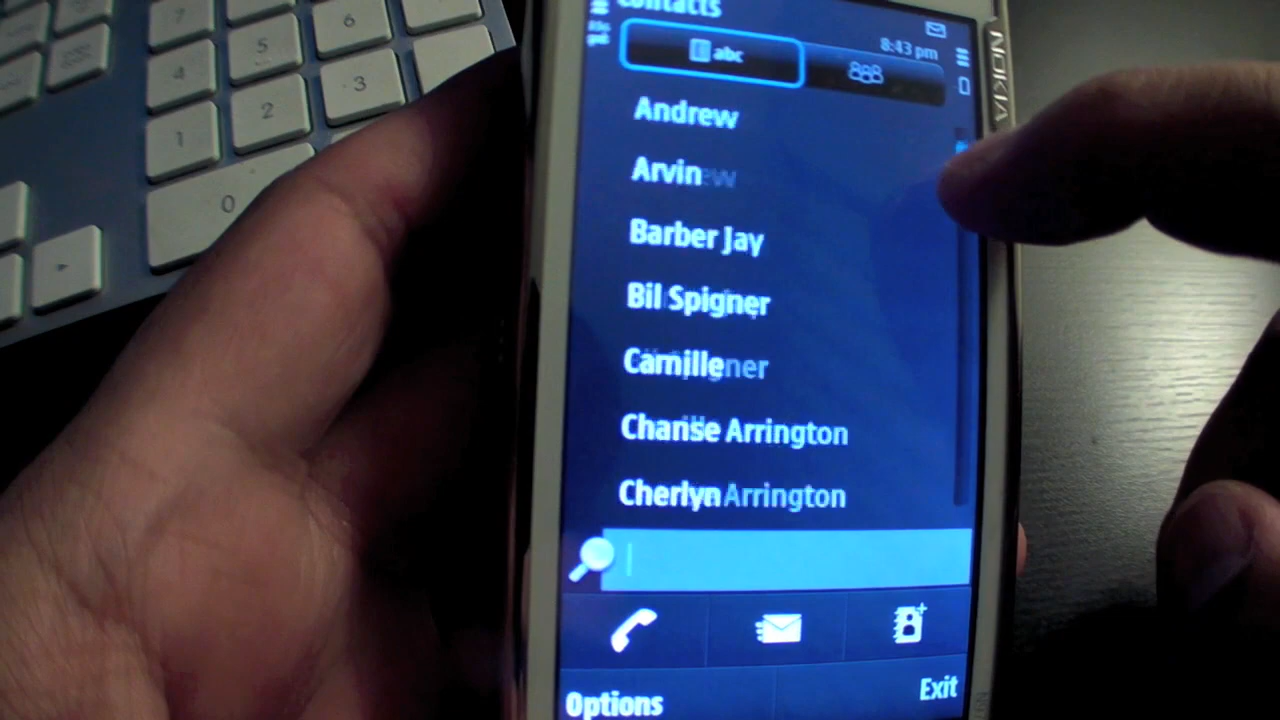 Contacts
8:43 pm
abc
NOKIA
Andrew
Arvin
Barber Jay
Bil Spigner
Camille
Chanse Arrington
Cherlyn
Options
Exit
7
6
5
4
3
2
1
0